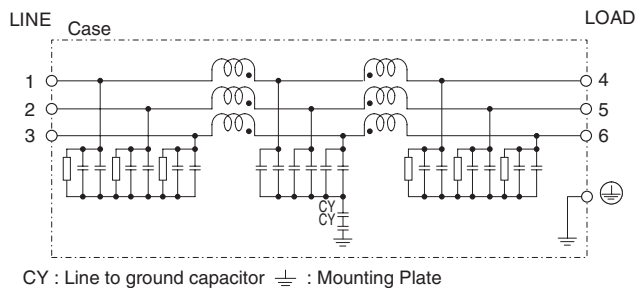 LINE
LOAD
Case
1
4
2
5
3
6
CY
CY
CY : Line to ground capacitor : Mounting Plate